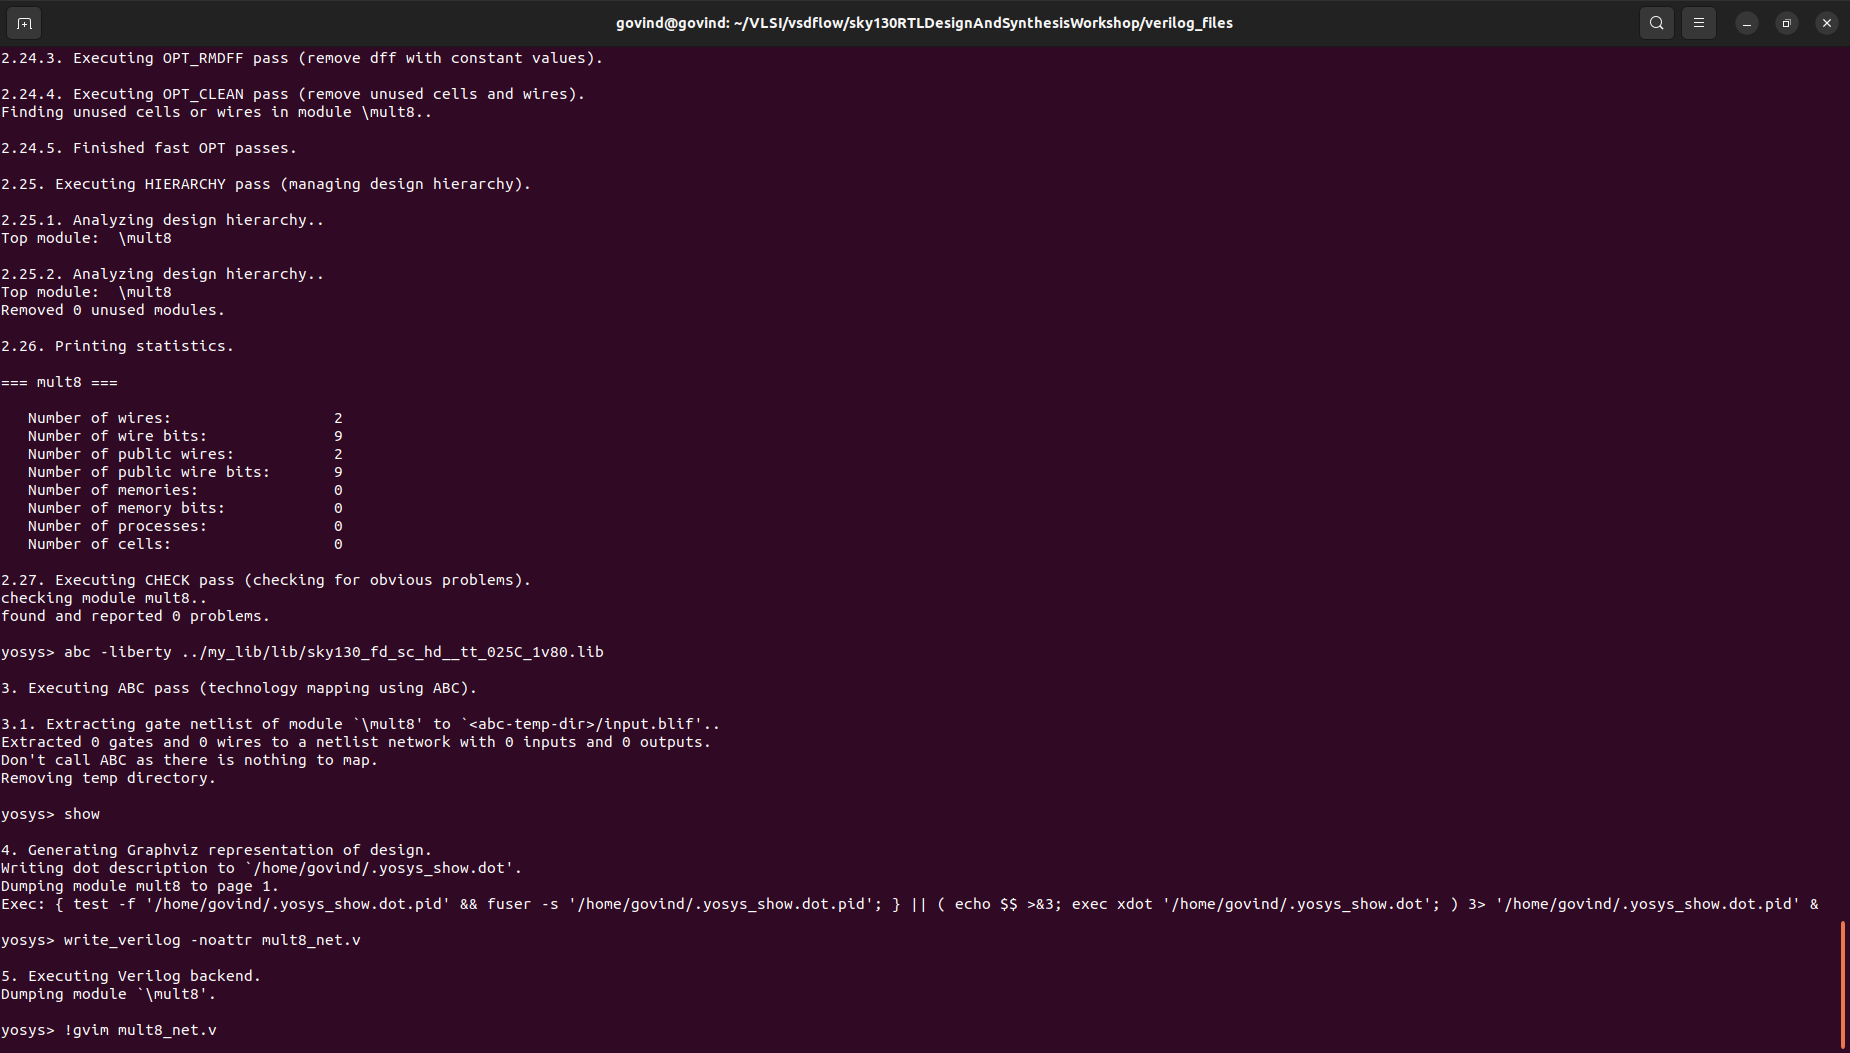 govind@govind: ~/VLSI/vsdflow/sky130RTLDesignAndSynthesisWorkshop/verilog_files
2.24.3. Executing OPT_RMDFF pass (remove dff with constant values).
2.24.4. Executing OPT_CLEAN pass (remove unused cells and wires).
Finding unused cells or wires in module \mult8..
2.24.5. Finished fast OPT passes.
2.25. Executing HIERARCHY pass (managing design hierarchy).
2.25.1. Analyzing design hierarchy..
Top module:  \mult8
2.25.2. Analyzing design hierarchy..
Top module:  \mult8
Removed 0 unused modules.
2.26. Printing statistics.
=== mult8 ===
Number of wires: 2
Number of wire bits: 9
Number of public wires: 2
Number of public wire bits: 9
Number of memories: 0
Number of memory bits: 0
Number of processes: 0
Number of cells: 0
2.27. Executing CHECK pass (checking for obvious problems).
checking module mult8..
found and reported 0 problems.
yosys> abc -liberty ../my_lib/lib/sky130_fd_sc_hd__tt_025C_1v80.lib
3. Executing ABC pass (technology mapping using ABC).
3.1. Extracting gate netlist of module `\mult8' to `<abc-temp-dir>/input.blif'..
Extracted 0 gates and 0 wires to a netlist network with 0 inputs and 0 outputs.
Don't call ABC as there is nothing to map.
Removing temp directory.
yosys> show
4. Generating Graphviz representation of design.
Writing dot description to `/home/govind/.yosys_show.dot'.
Dumping module mult8 to page 1.
Exec: { test -f '/home/govind/.yosys_show.dot.pid' && fuser -s '/home/govind/.yosys_show.dot.pid'; } || ( echo $$ >&3; exec xdot '/home/govind/.yosys_show.dot'; ) 3> '/home/govind/.yosys_show.dot.pid' &
yosys> write_verilog -noattr mult8_net.v
5. Executing Verilog backend.
Dumping module `\mult8'.
yosys> !gvim mult8_net.v